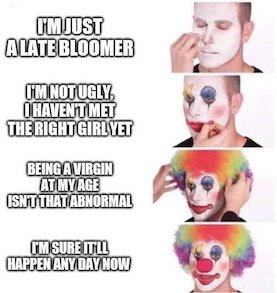 I'M JUST
A LATE BLOOMER
I'M NOT UGLY,
I HAVEN'T MET
THE RIGHT GIRL YET
BEING A VIRGIN
AT MY AGE
ISN'T THAT ABNORMAL
I'M SURE IT'LL
HAPPEN ANY DAY NOW